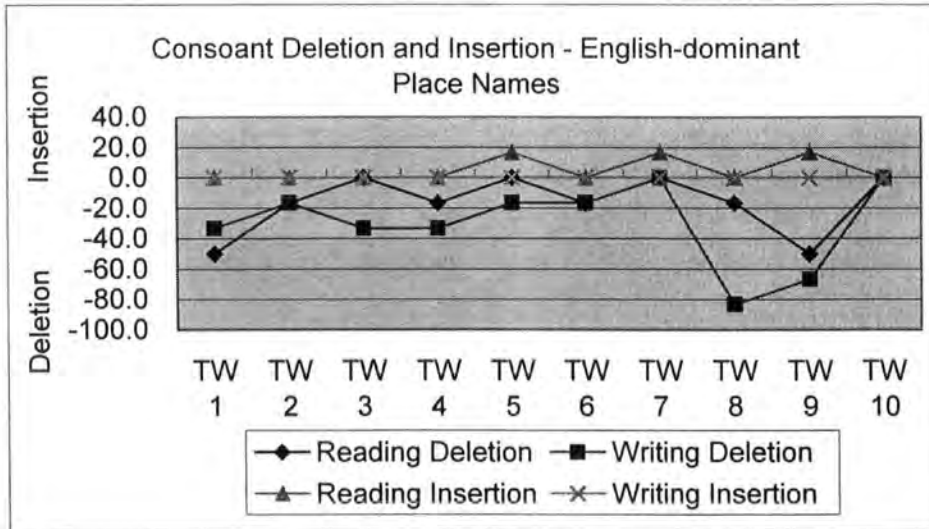 Consoant Deletion and Insertion - English-dominant
Place Names
Insertion
Deletion
40.0
20.0
0.0
-20.0
-40.0
-60.0
-80.0
-100.0
TW TW TW TW TW TW TW TW TW TW
1 2 3 4 5 6 7 8 9 10
Reading Deletion Writing Deletion
Reading Insertion Writing Insertion